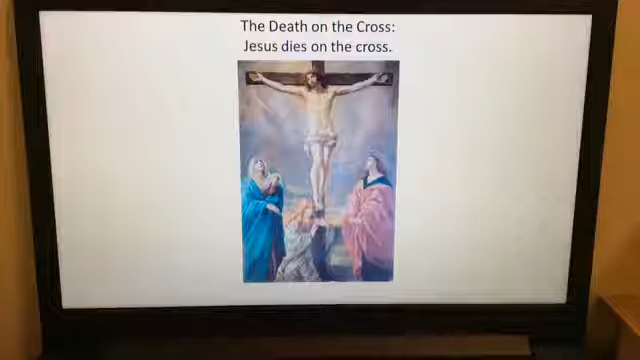 The Death on the Cross:
Jesus dies on the cross.